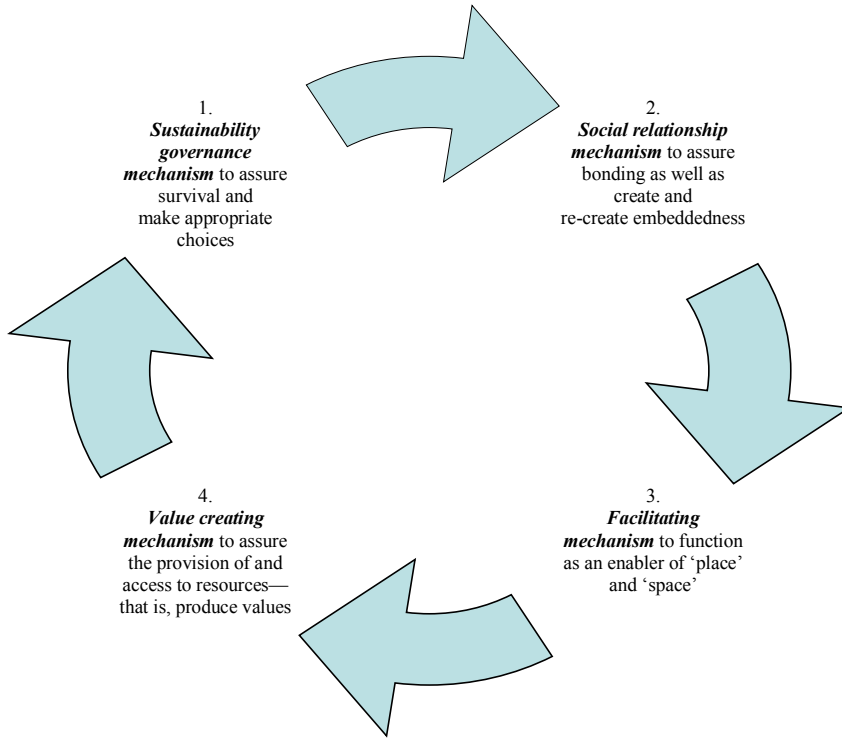 1.
Sustainability
governance
mechanism to assure
survival and
make appropriate
choices
2.
Social relationship
mechanism to assure
bonding as well as
create and
re-create embeddedness
3.
Facilitating
mechanism to function
as an enabler of ‘place’
and ‘space’
4.
Value creating
mechanism to assure
the provision of and
access to resources—
that is, produce values